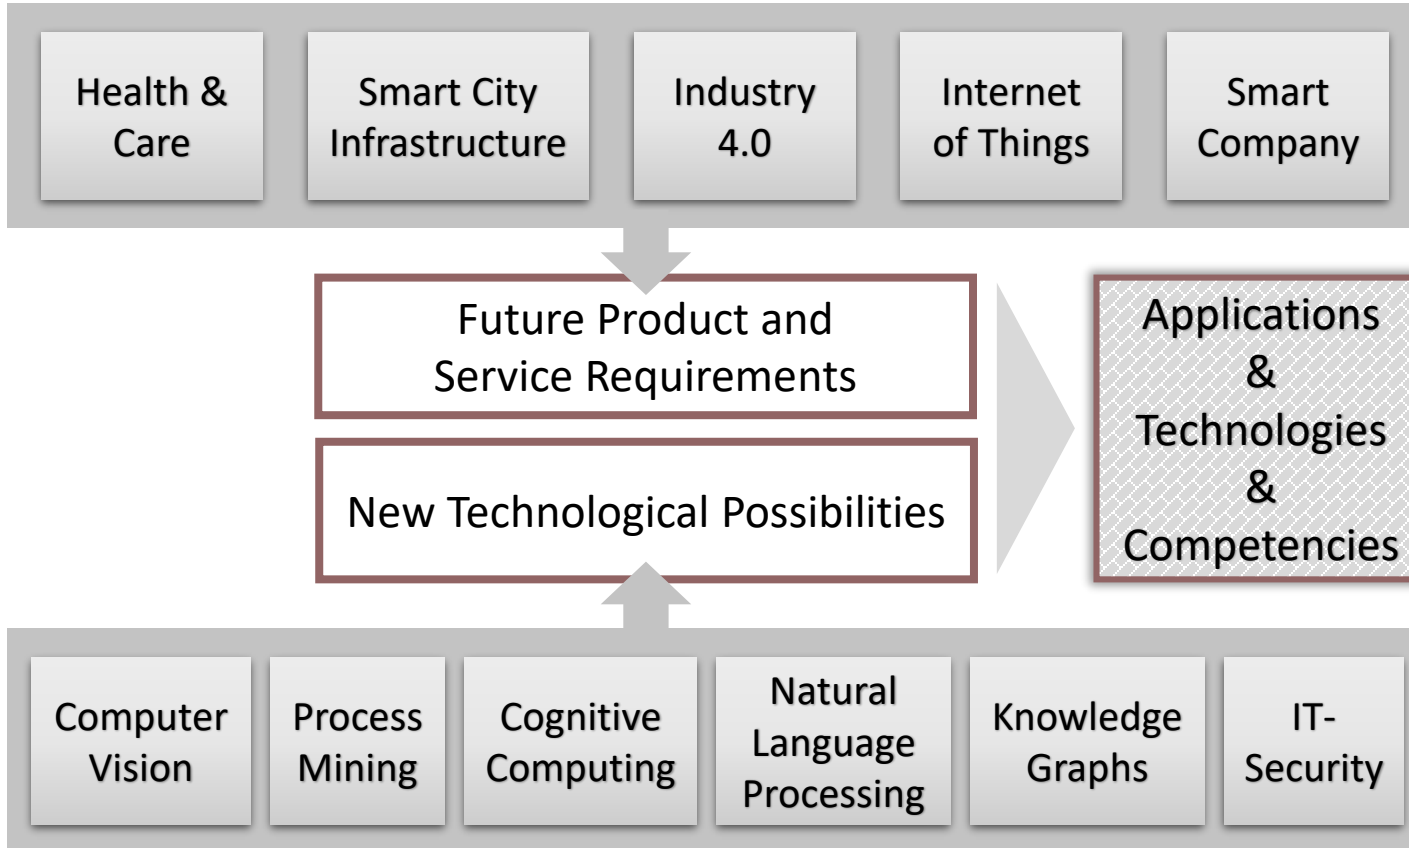 Health &
Care
Smart City
Infrastructure
Industry
4.0
Internet
of Things
Smart
Company
Future Product and
Service Requirements
New Technological Possibilities
Applications
&
Technologies
&
Competencies
Computer
Vision
Process
Mining
Cognitive
Computing
Natural
Language
Processing
Knowledge
Graphs
IT-
Security